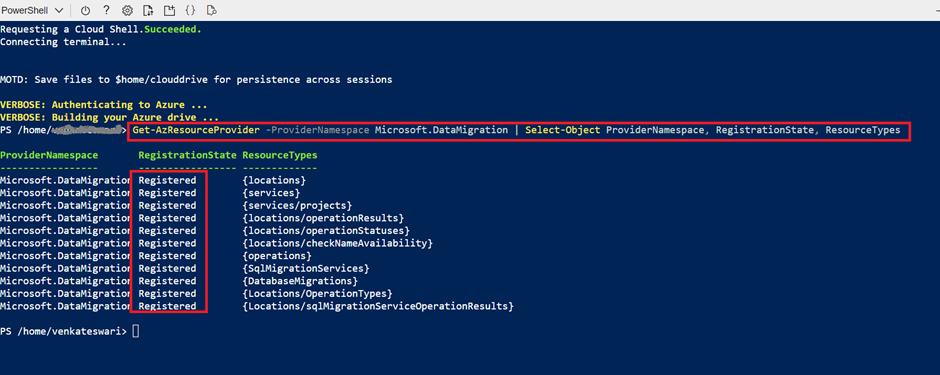 PowerShell
Requesting a Cloud Shell.Succeeded.
Connecting terminal...
MOTD: Save files to $home/clouddrive for persistence across sessions
VERBOSE: Authenticating to Azure ...
VERBOSE: Building your Azure drive ...
PS /home/> Get-AzResourceProvider -ProviderNamespace Microsoft.DataMigration | Select-Object ProviderNamespace, RegistrationState, ResourceTypes
ProviderNamespace RegistrationState ResourceTypes
----------------- ----------------- -------------
Microsoft.DataMigration Registered {locations}
Microsoft.DataMigration Registered {services}
Microsoft.DataMigration Registered {services/projects}
Microsoft.DataMigration Registered {locations/operationResults}
Microsoft.DataMigration Registered {locations/operationStatuses}
Microsoft.DataMigration Registered {locations/checkNameAvailability}
Microsoft.DataMigration Registered {operations}
Microsoft.DataMigration Registered {SqlMigrationServices}
Microsoft.DataMigration Registered {DatabaseMigrations}
Microsoft.DataMigration Registered {Locations/OperationTypes}
Microsoft.DataMigration Registered {Locations/sqlMigrationServiceOperationResults}
PS /home/venkateswari>